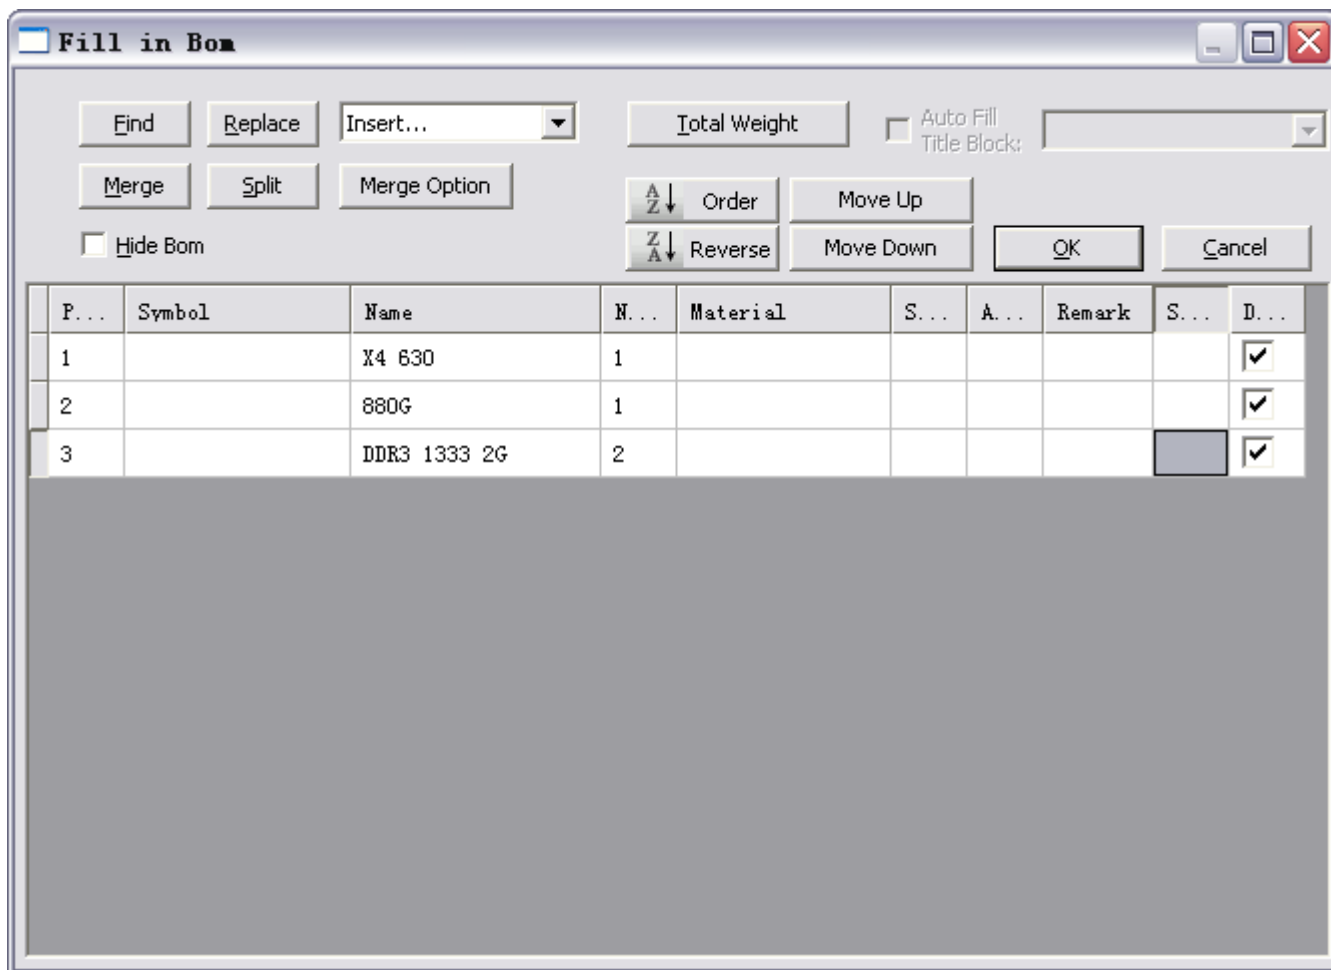 Fill in Bom
Find Replace Insert... Total Weight Auto Fill Title Block:
Merge Split Merge Option
Order Move Up
Hide Bom
Reverse Move Down OK Cancel
P... Symbol Name N... Material S... A... Remark S... D...
1 X4 630 1
2 880G 1
3 DDR3 1333 2G 2